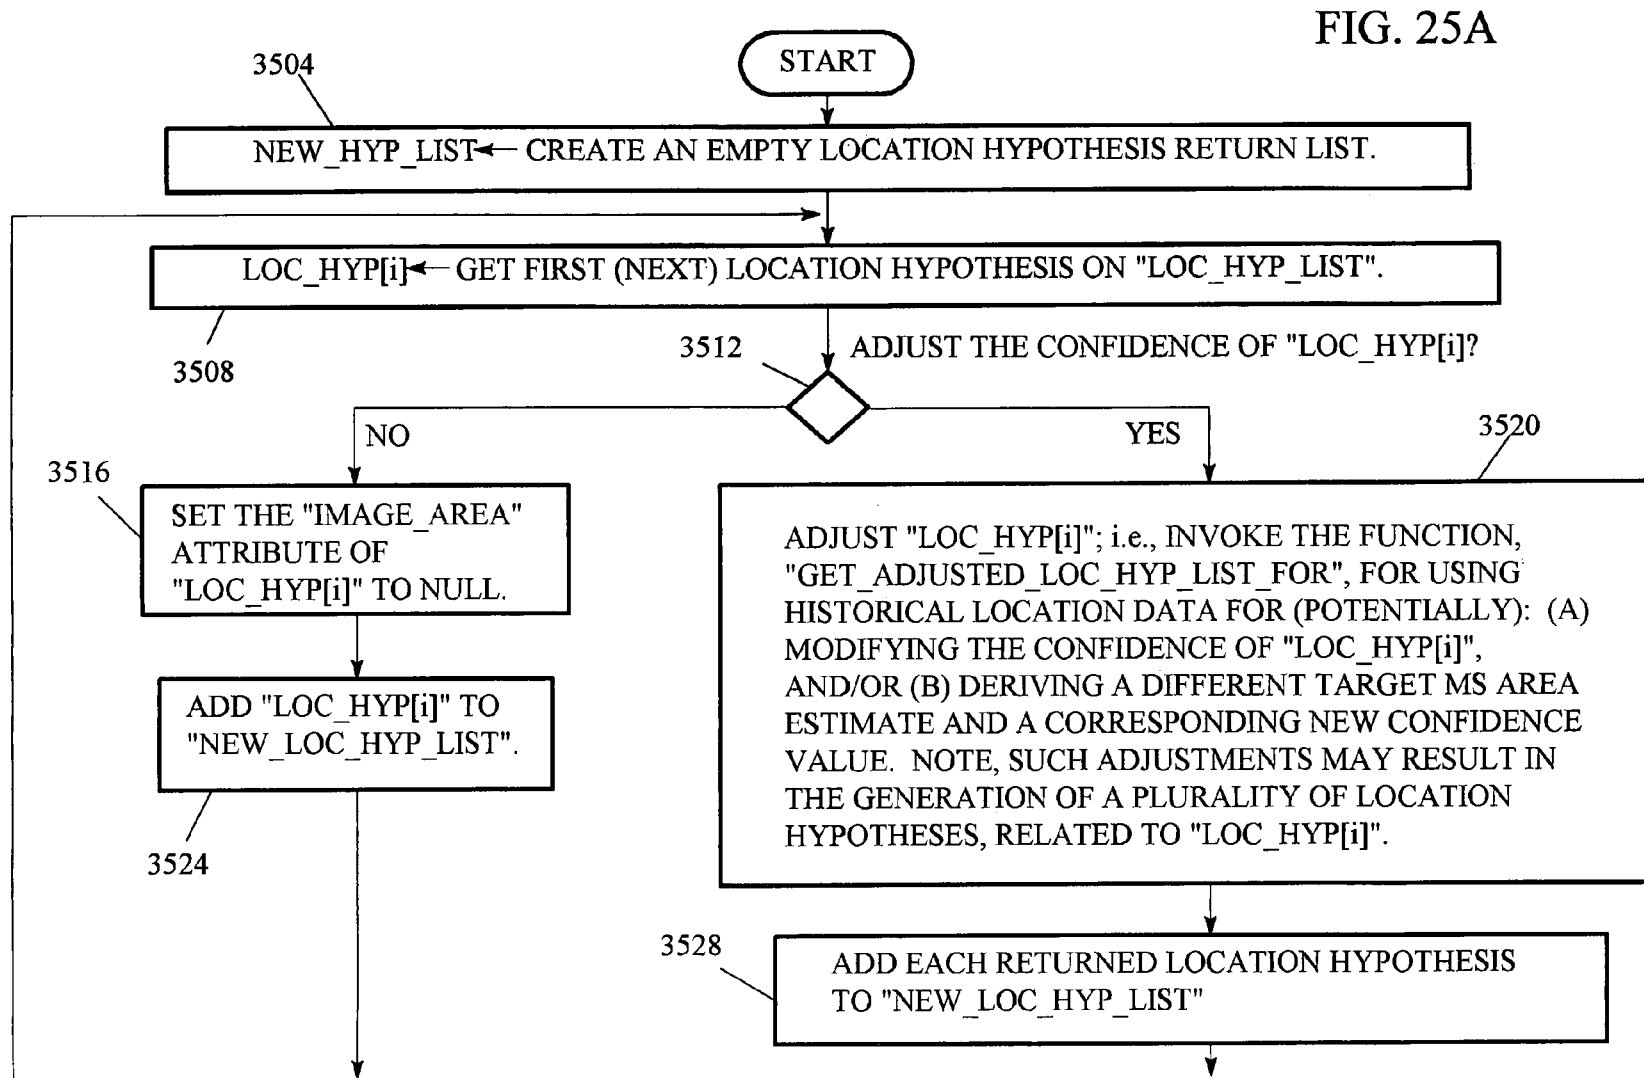 FIG. 25A
START
3504
NEW_HYP_LIST← CREATE AN EMPTY LOCATION HYPOTHESIS RETURN LIST.
LOC_HYP[i]← GET FIRST (NEXT) LOCATION HYPOTHESIS ON "LOC_HYP_LIST".
3508
3512
ADJUST THE CONFIDENCE OF "LOC_HYP[i]?
NO
YES
3516
SET THE "IMAGE_AREA"
ATTRIBUTE OF
"LOC_HYP[i]" TO NULL.
3520
ADJUST "LOC_HYP[i]"; i.e., INVOKE THE FUNCTION,
"GET_ADJUSTED_LOC_HYP_LIST_FOR", FOR USING
HISTORICAL LOCATION DATA FOR (POTENTIALLY): (A)
MODIFYING THE CONFIDENCE OF "LOC_HYP[i]",
AND/OR (B) DERIVING A DIFFERENT TARGET MS AREA
ESTIMATE AND A CORRESPONDING NEW CONFIDENCE
VALUE. NOTE, SUCH ADJUSTMENTS MAY RESULT IN
THE GENERATION OF A PLURALITY OF LOCATION
HYPOTHESES, RELATED TO "LOC_HYP[i]".
ADD "LOC_HYP[i]" TO
"NEW_LOC_HYP_LIST".
3524
3528
ADD EACH RETURNED LOCATION HYPOTHESIS
TO "NEW_LOC_HYP_LIST"